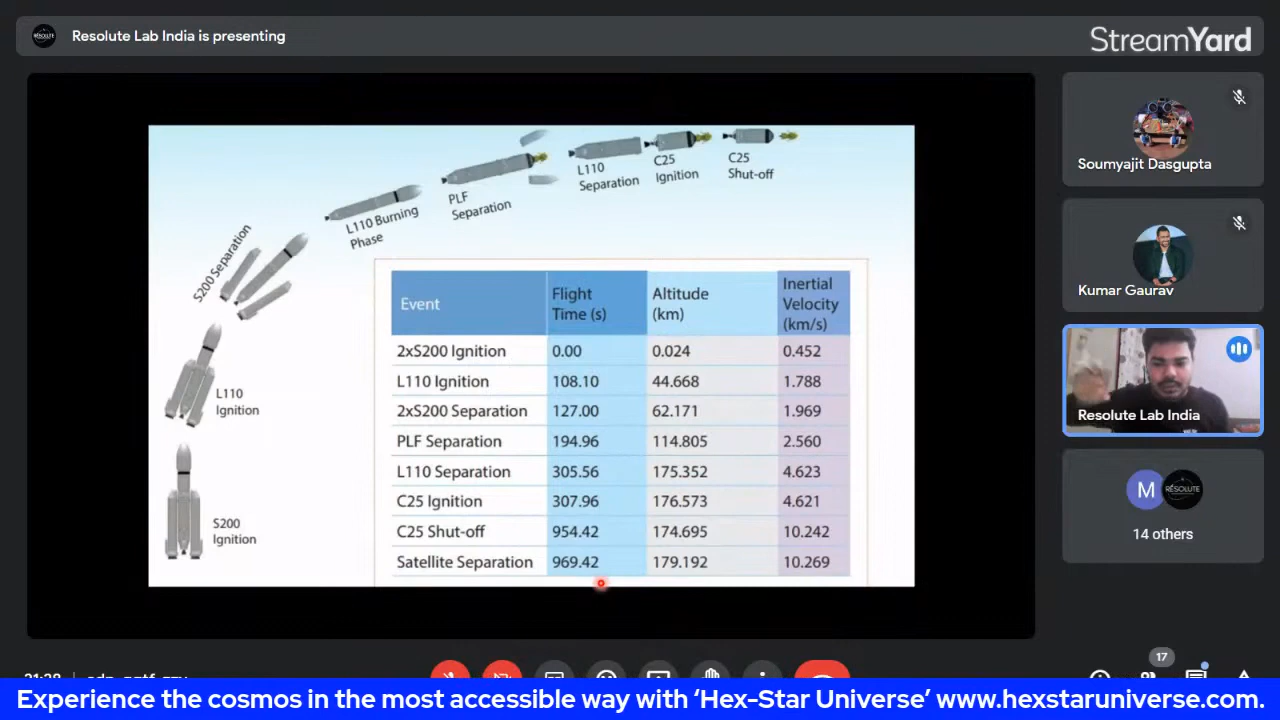 Resolute Lab India is presenting
StreamYard
S200 Separation
L110 Burning
Phase
PLF
Separation
L110
Separation
C25
Ignition
C25
Shut-off
L110
Ignition
S200
Ignition
Event Flight Time (s) Altitude (km) Inertial Velocity (km/s)
2xS200 Ignition 0.00 0.024 0.452
L110 Ignition 108.10 44.668 1.788
2xS200 Separation 127.00 62.171 1.969
PLF Separation 194.96 114.805 2.560
L110 Separation 305.56 175.352 4.623
C25 Ignition 307.96 176.573 4.621
C25 Shut-off 954.42 174.695 10.242
Satellite Separation 969.42 179.192 10.269
Soumyajit Dasgupta
Kumar Gaurav
Resolute Lab India
M RESOLUTE
14 others
17
Experience the cosmos in the most accessible way with ‘Hex-Star Universe’ www.hexstaruniverse.com.